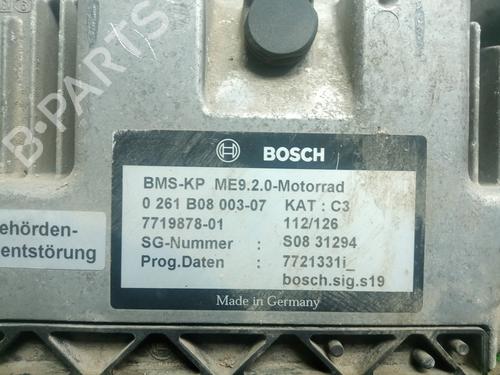 B-PARTS
BOSCH
BMS-KP ME9.2.0-Motorrad
0 261 B08 003-07 KAT : C3
7719878-01 112/126
SG-Nummer : S08 31294
Prog.Daten : 7721331i_
bosch.sig.s19
Made in Germany
ehörden-
entstörung